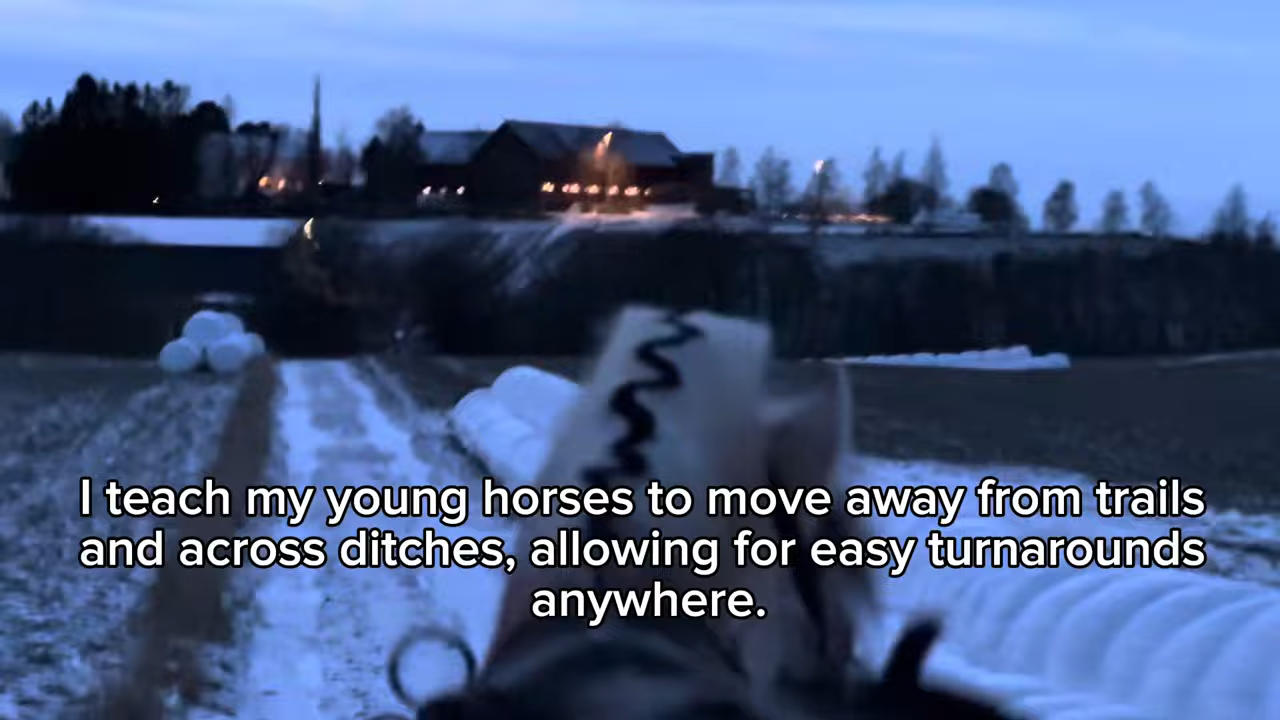 I teach my young horses to move away from trails
and across ditches, allowing for easy turnarounds
anywhere.